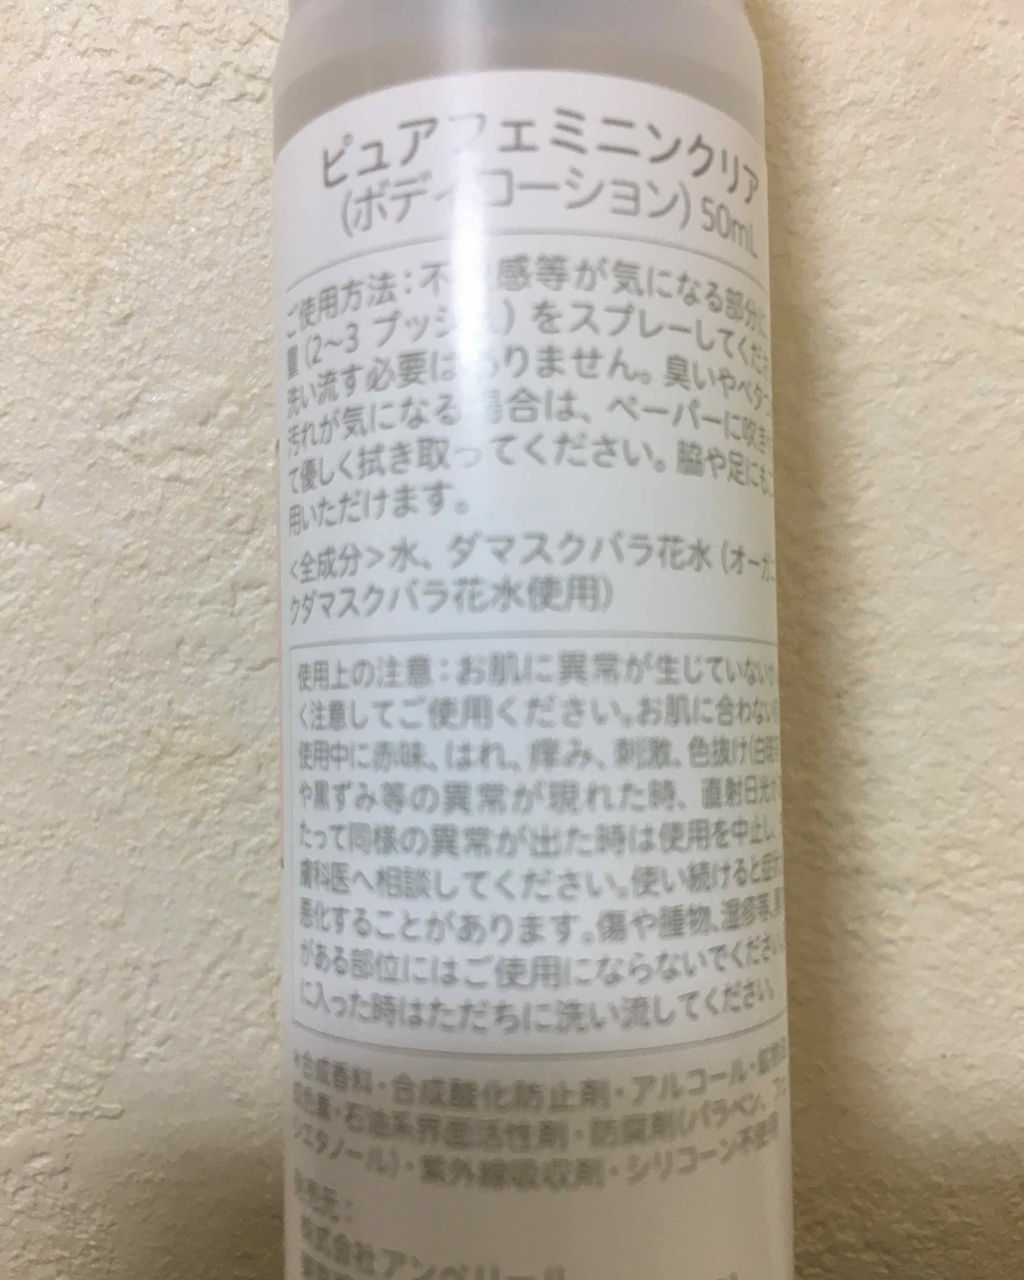 ピュアフェミニンクリア
(ボディローション) 50mL
ご使用方法：不 感等が気になる部分に
量（2～3 プッシュ）をスプレーしてくだ
洗い流す必要はありません。臭いやベタ
汚れが気になる場合は、ペーパーに吹き
て優しく拭き取ってください。脇や足にも
用いただけます。
＜全成分＞水、ダマスクバラ花水（オーガニ
クダマスクバラ花水使用）
使用上の注意：お肌に異常が生じていないか
く注意してご使用ください。お肌に合わない
使用中に赤味、はれ、痒み、刺激、色抜け（白
や黒ずみ等の異常が現れた時、直射日光が
たって同様の異常が出た時は使用を中止し、
膚科医へ相談してください。使い続けると症
悪化することがあります。傷や腫物、湿疹等、異
がある部位にはご使用にならないでください
に入った時はただちに洗い流してください。
*合成香料・合成酸化防止剤・アルコール・鉱物
色素・石油系界面活性剤・防腐剤（パラベン、フェ
シエタノール）・紫外線吸収剤・シリコーン不使用
発売元：
株式会社アンベリール